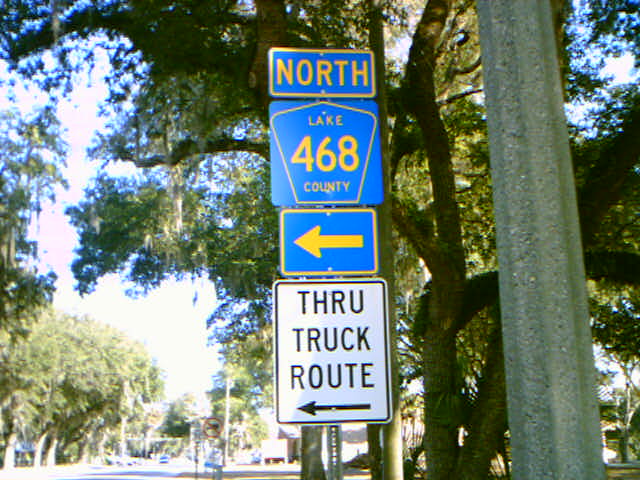 NORTH
LAKE
468
COUNTY
THRU
TRUCK
ROUTE